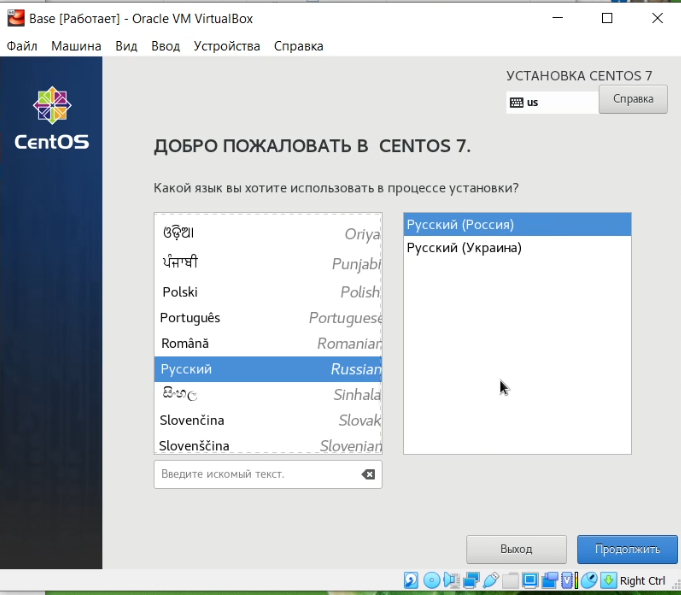 Base [Работает] - Oracle VM VirtualBox
Файл Машина Вид Ввод Устройства Справка
CentOS
УСТАНОВКА CENTOS 7
us Справка
ДОБРО ПОЖАЛОВАТЬ В CENTOS 7.
Какой язык вы хотите использовать в процессе установки?
ଓଡ଼ିଆ Oriya
ਪੰਜਾਬੀ Punjabi
Polski Polish
Português Portuguese
Română Romanian
Русский Russian
සිංහල Sinhala
Slovenčina Slovak
Slovenščina Slovenian
Русский (Россия)
Русский (Украина)
Введите искомый текст.
Выход Продолжить
Right Ctrl